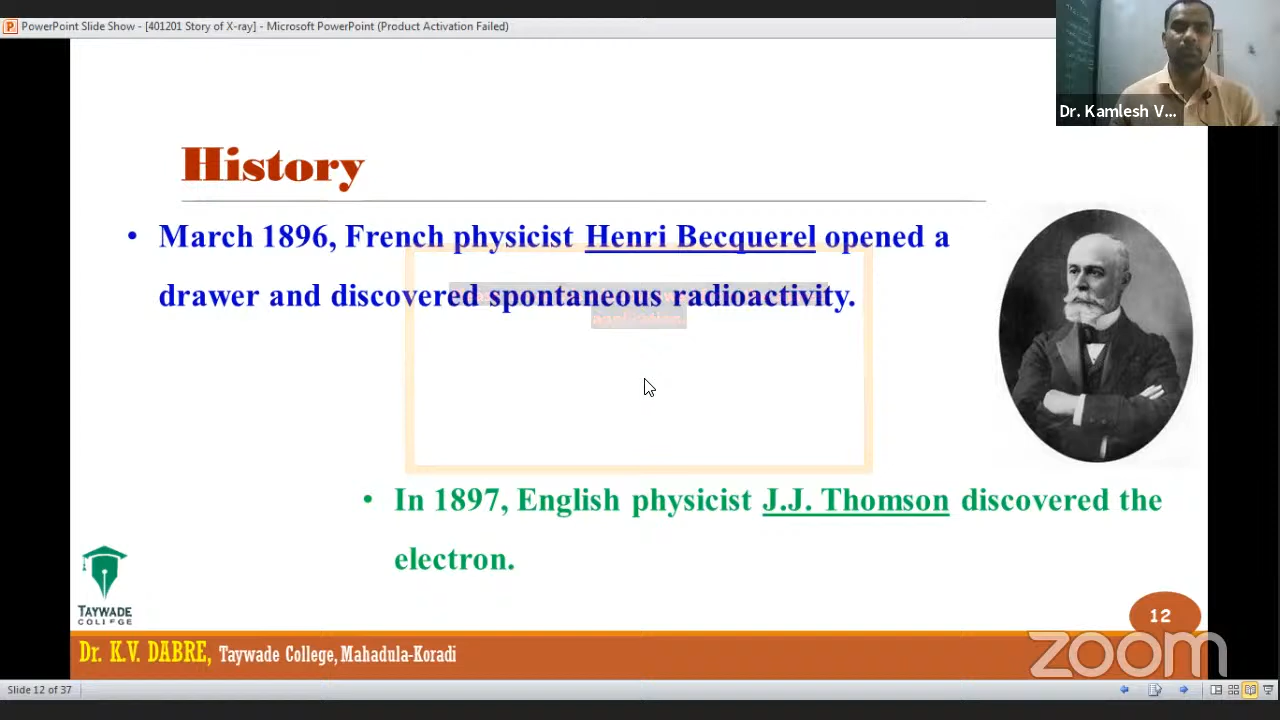 PowerPoint Slide Show - [401201 Story of X-ray] - Microsoft PowerPoint (Product Activation Failed)
Dr. Kamlesh V...
History
• March 1896, French physicist Henri Becquerel opened a
drawer and discovered spontaneous radioactivity.
• In 1897, English physicist J.J. Thomson discovered the
electron.
TAYWADE
COLLEGE
12
Dr. K.V. DABRE, Taywade College, Mahadula-Koradi
zoom
Slide 12 of 37